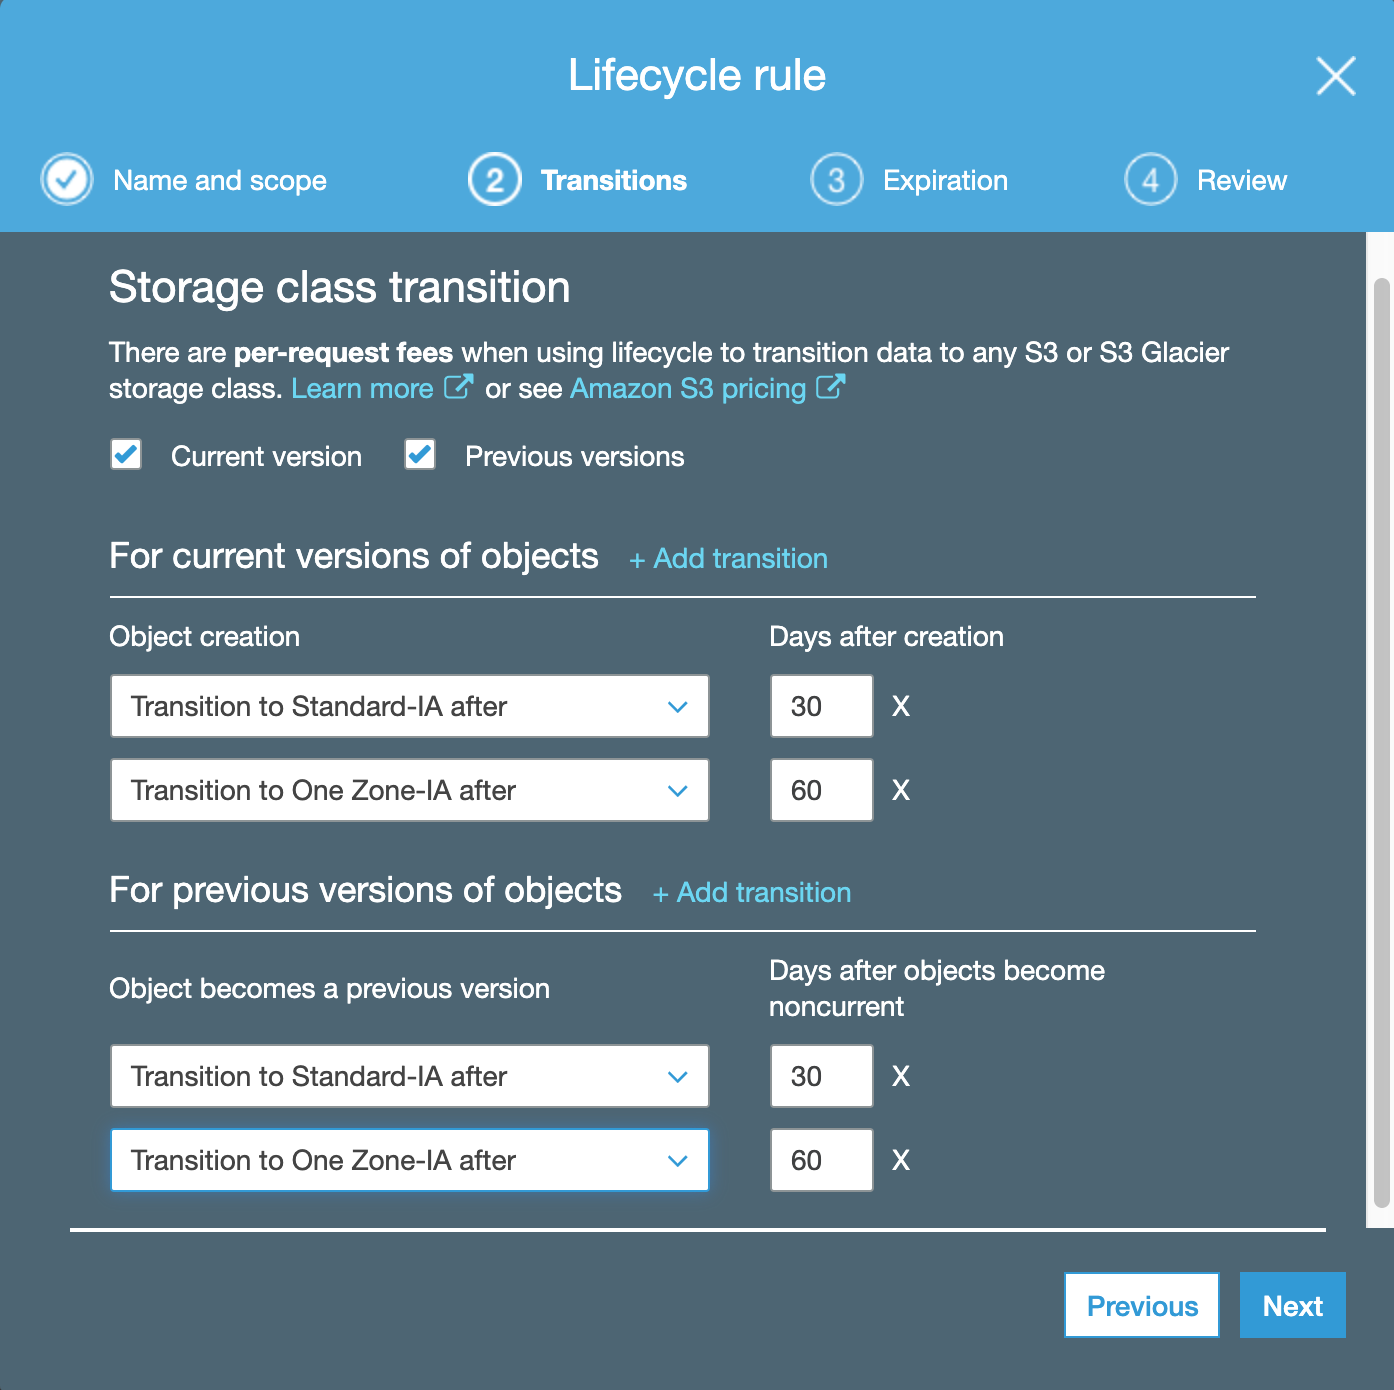 Lifecycle rule
Name and scope
2 Transitions
3 Expiration
4 Review
Storage class transition
There are per-request fees when using lifecycle to transition data to any S3 or S3 Glacier
storage class. Learn more or see Amazon S3 pricing
Current version Previous versions
For current versions of objects + Add transition
Object creation Days after creation
Transition to Standard-IA after 30 X
Transition to One Zone-IA after 60 X
For previous versions of objects + Add transition
Object becomes a previous version
Days after objects become
noncurrent
Transition to Standard-IA after 30 X
Transition to One Zone-IA after 60 X
Previous Next